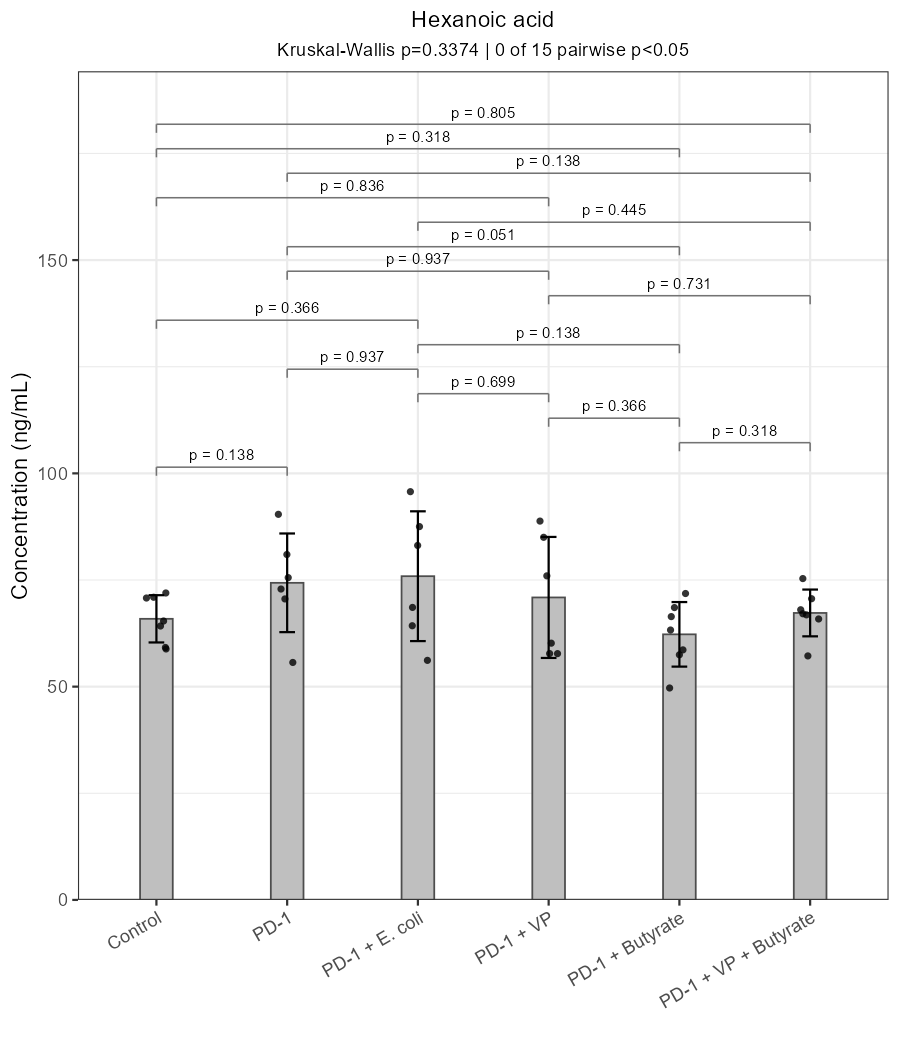 Hexanoic acid
Kruskal-Wallis p=0.3374 | 0 of 15 pairwise p<0.05
p = 0.805
p = 0.318
p = 0.138
p = 0.836
p = 0.445
p = 0.051
p = 0.937
p = 0.731
p = 0.366
p = 0.138
p = 0.937
p = 0.699
p = 0.366
p = 0.318
p = 0.138
Concentration (ng/mL)
150
100
50
0
Control
PD-1
PD-1 + E. coli
PD-1 + VP
PD-1 + Butyrate
PD-1 + VP + Butyrate